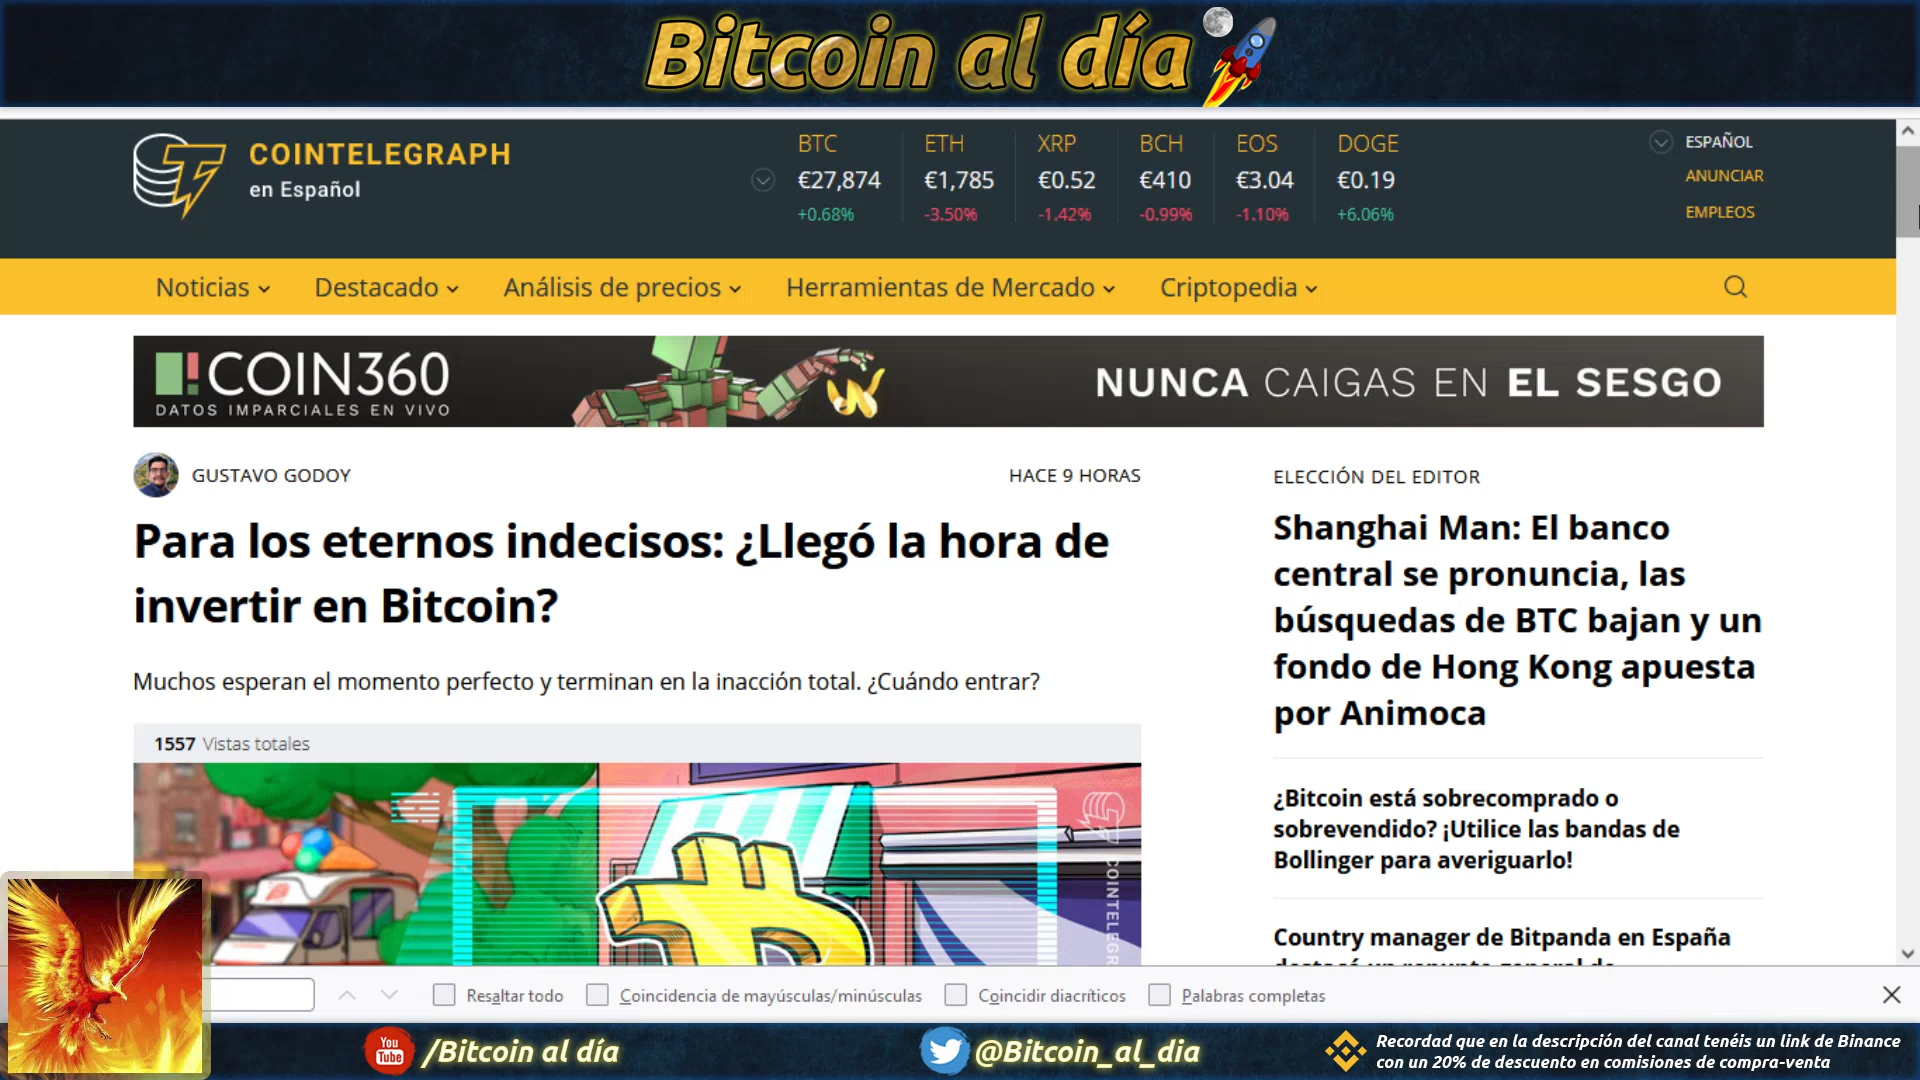 Bitcoin al día
COINTELEGRAPH
en Español
BTC
€27,874
+0.68%
ETH
€1,785
-3.50%
XRP
€0.52
-1.42%
BCH
€410
-0.99%
EOS
€3.04
-1.10%
DOGE
€0.19
+6.06%
ESPAÑOL
ANUNCIAR
EMPLEOS
Noticias
Destacado
Análisis de precios
Herramientas de Mercado
Criptopedia
COIN360
DATOS IMPARCIALES EN VIVO
NUNCA CAIGAS EN EL SESGO
GUSTAVO GODOY
HACE 9 HORAS
Para los eternos indecisos: ¿Llegó la hora de
invertir en Bitcoin?
Muchos esperan el momento perfecto y terminan en la inacción total. ¿Cuándo entrar?
1557 Vistas totales
ELECCIÓN DEL EDITOR
Shanghai Man: El banco
central se pronuncia, las
búsquedas de BTC bajan y un
fondo de Hong Kong apuesta
por Animoca
¿Bitcoin está sobrecomprado o
sobrevendido? ¡Utilice las bandas de
Bollinger para averiguarlo!
Country manager de Bitpanda en España
Resaltar todo
Coincidencia de mayúsculas/minúsculas
Coincidir diacríticos
Palabras completas
You
Tube
/Bitcoin al día
@Bitcoin_al_dia
Recordad que en la descripción del canal tenéis un link de Binance
con un 20% de descuento en comisiones de compra-venta